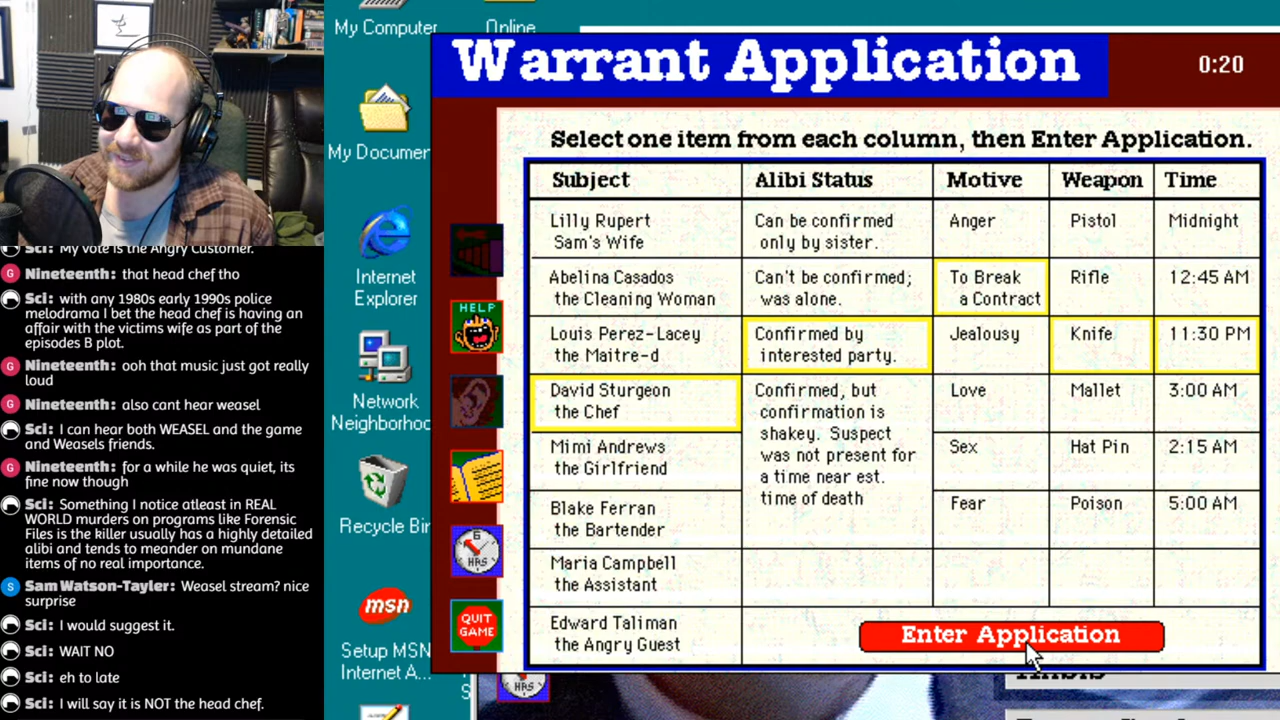 My Computer
Online
My Documen
Internet
Explorer
Network
Neighborhoo
Recycle Bin
msn
Setup MSN
Internet A...
Warrant Application
0:20
Select one item from each column, then Enter Application.
Subject
Alibi Status
Motive
Weapon
Time
Lilly Rupert
Sam's Wife
Can be confirmed
only by sister.
Anger
Pistol
Midnight
Abelina Casados
the Cleaning Woman
Can't be confirmed;
was alone.
To Break
a Contract
Rifle
12:45 AM
Louis Perez-Lacey
the Maitre-d
Confirmed by
interested party.
Jealousy
Knife
11:30 PM
David Sturgeon
the Chef
Confirmed, but
confirmation is
shakey. Suspect
was not present for
a time near est.
time of death
Love
Mallet
3:00 AM
Mimi Andrews
the Girlfriend
Sex
Hat Pin
2:15 AM
Blake Ferran
the Bartender
Fear
Poison
5:00 AM
Maria Campbell
the Assistant
Edward Taliman
the Angry Guest
Enter Application
HELP
6
HRS
QUIT
GAME
HRS
Sci: My vote is the Angry Customer.
G Nineteenth: that head chef tho
Sci: with any 1980s early 1990s police
melodrama I bet the head chef is having an
affair with the victims wife as part of the
episodes B plot.
G Nineteenth: ooh that music just got really
loud
G Nineteenth: also cant hear weasel
Sci: I can hear both WEASEL and the game
and Weasels friends.
G Nineteenth: for a while he was quiet, its
fine now though
Sci: Something I notice atleast in REAL
WORLD murders on programs like Forensic
Files is the killer usually has a highly detailed
alibi and tends to meander on mundane
items of no real importance.
S Sam Watson-Tayler: Weasel stream? nice
surprise
Sci: I would suggest it.
Sci: WAIT NO
Sci: eh to late
Sci: I will say it is NOT the head chef.